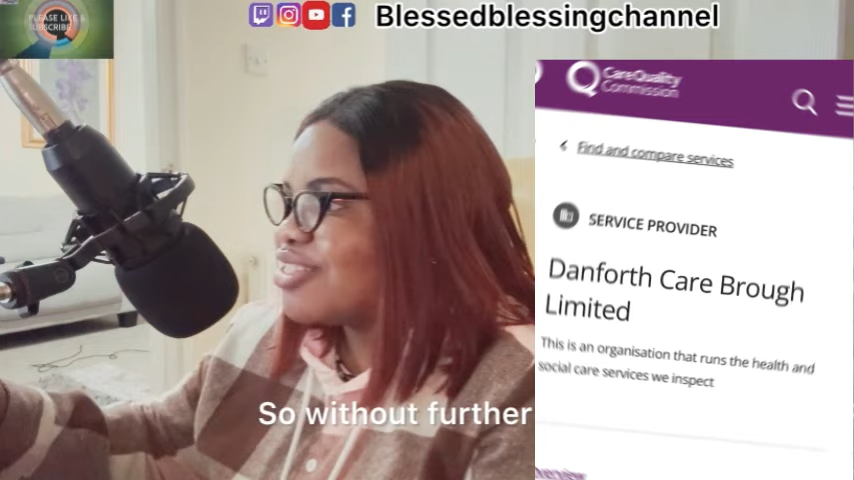 PLEASE LIKE &
SUBSCRIBE
Blessedblessingchannel
CareQuality
Commission
Find and compare services
SERVICE PROVIDER
Danforth Care Brough
Limited
This is an organisation that runs the health and
social care services we inspect
Overview
So without further